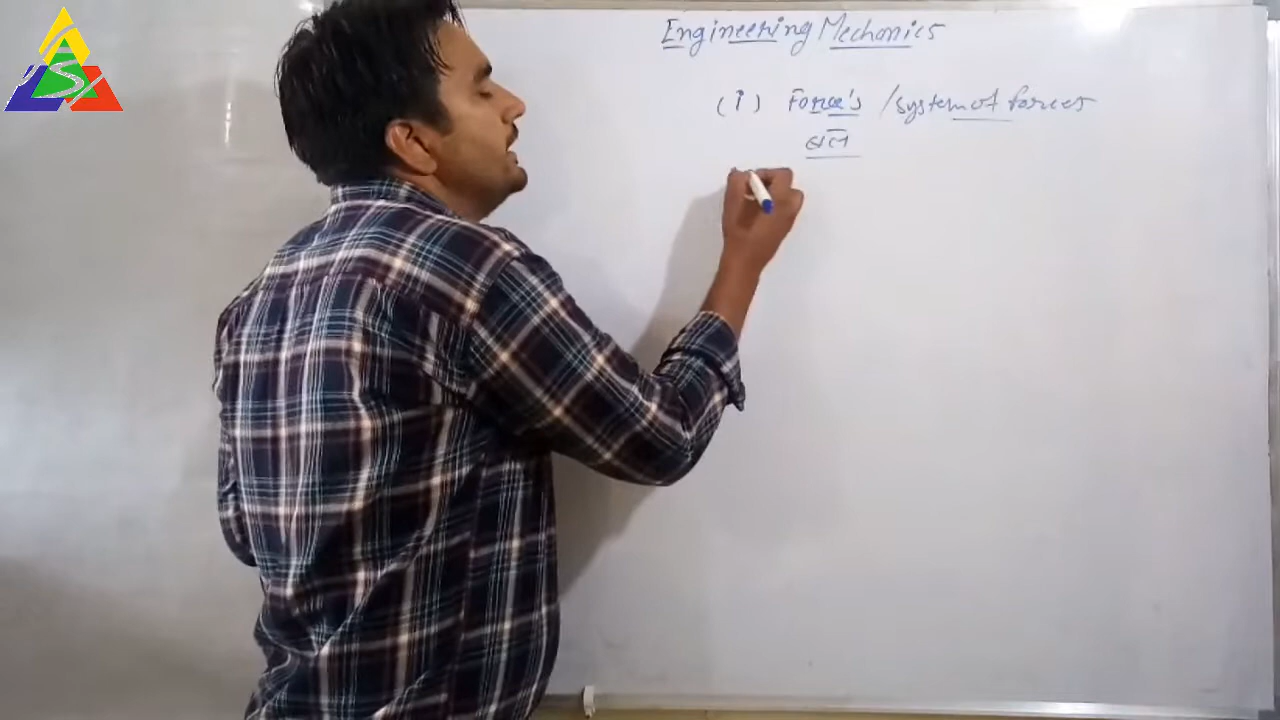 Engineering Mechanics
(i) Force's /system of forces
बल